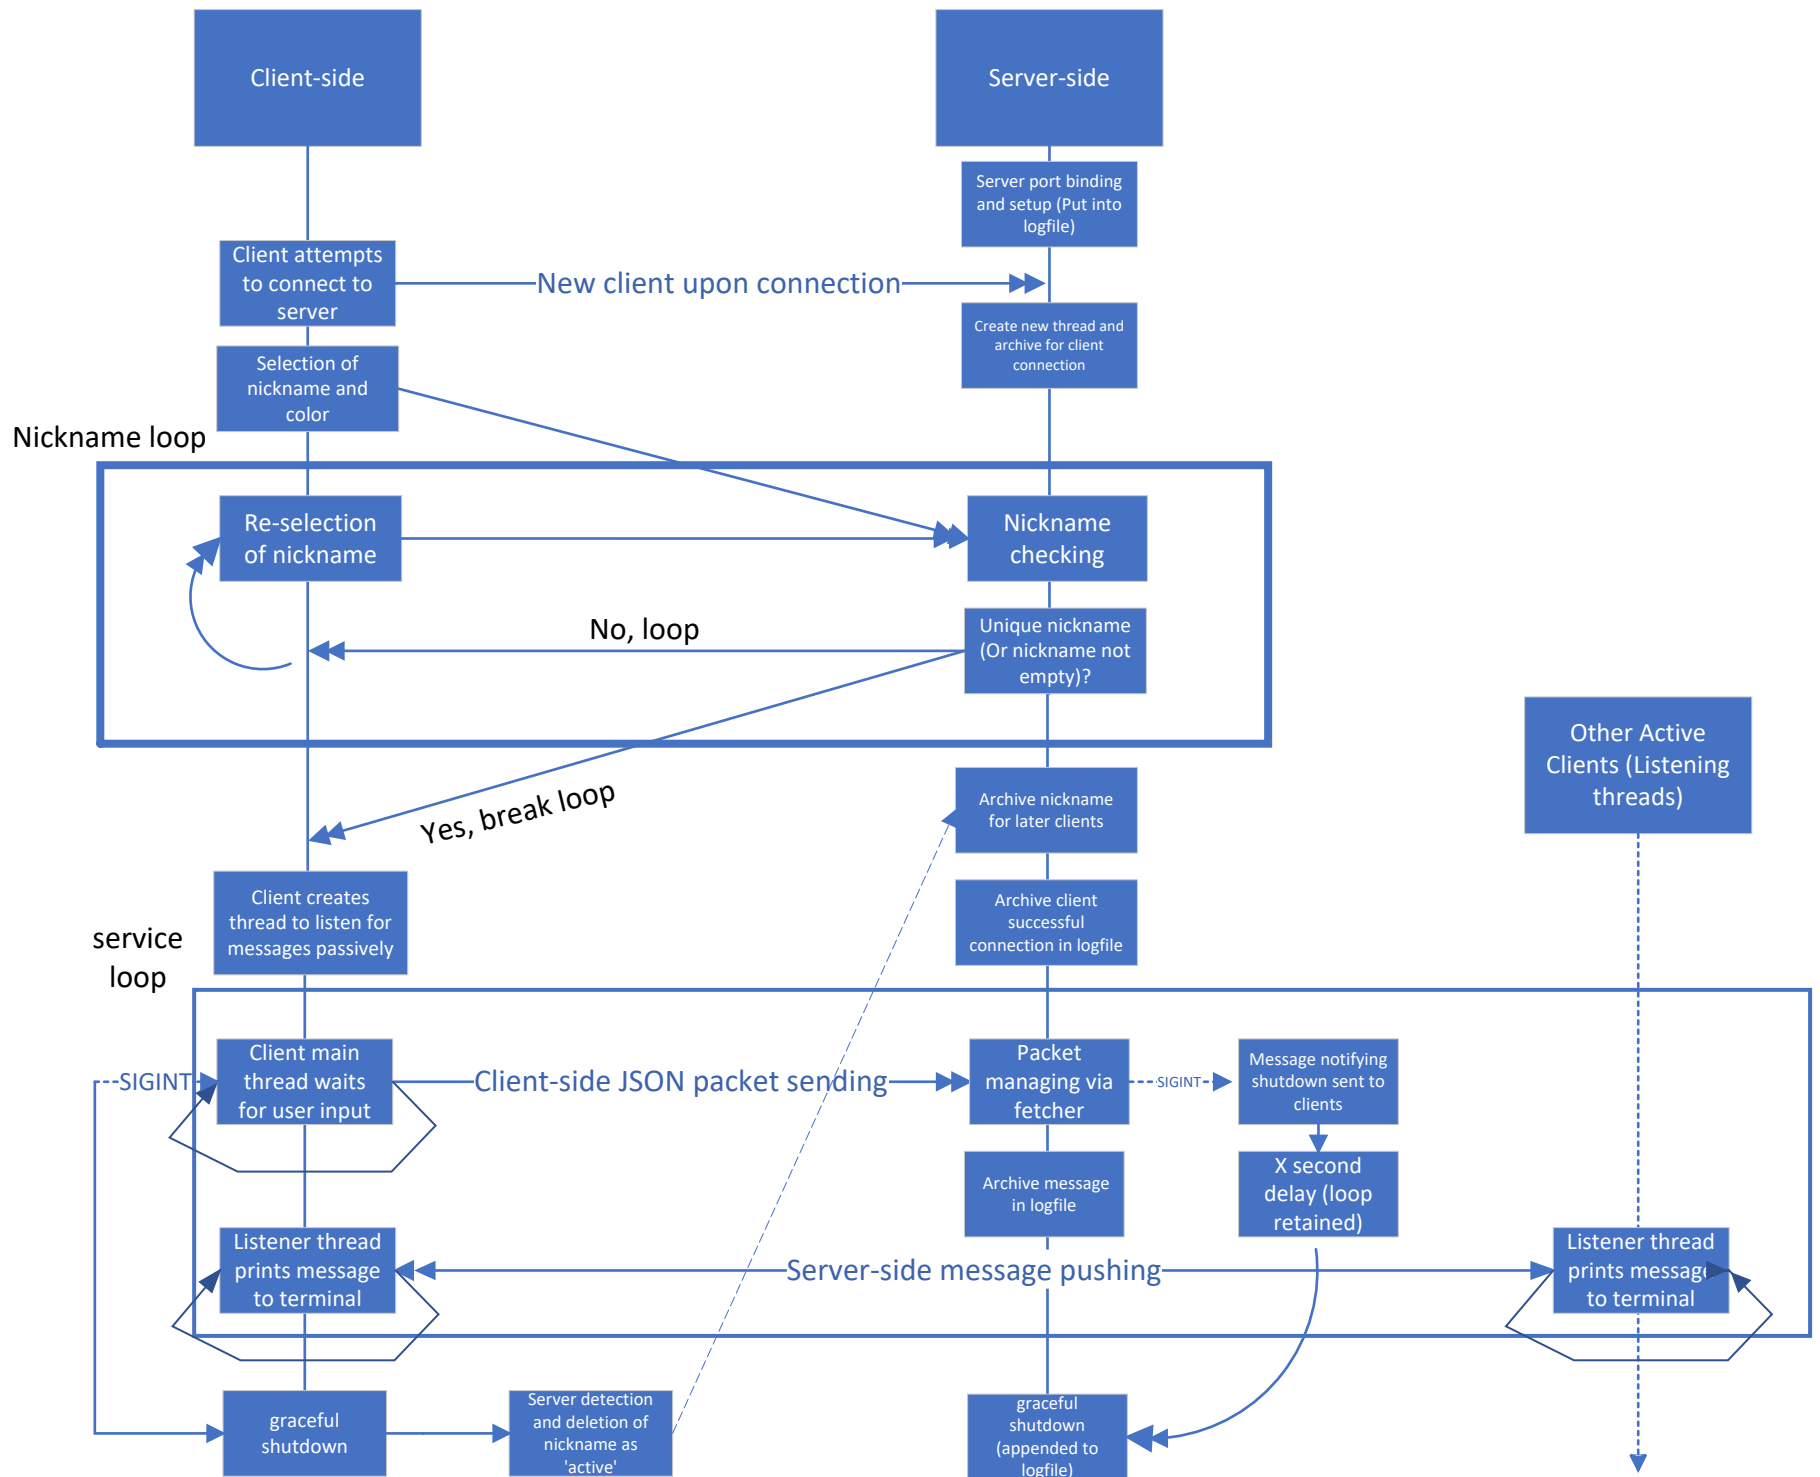 Client-side
Server-side
Server port binding
and setup (Put into
logfile)
Client attempts
to connect to
server
New client upon connection
Create new thread and
archive for client
connection
Selection of
nickname and
color
Nickname loop
Re-selection
of nickname
Nickname
checking
No, loop
Unique nickname
(Or nickname not
empty)?
Other Active
Clients (Listening
threads)
Yes, break loop
Archive nickname
for later clients
Client creates
thread to listen for
messages passively
Archive client
successful
connection in logfile
service
loop
SIGINT
Client main
thread waits
for user input
Client-side JSON packet sending
Packet
managing via
fetcher
SIGINT
Message notifying
shutdown sent to
clients
Archive message
in logfile
X second
delay (loop
retained)
Listener thread
prints message
to terminal
Server-side message pushing
Listener thread
prints message
to terminal
graceful
shutdown
Server detection
and deletion of
nickname as
'active'
graceful
shutdown
(appended to
logfile)